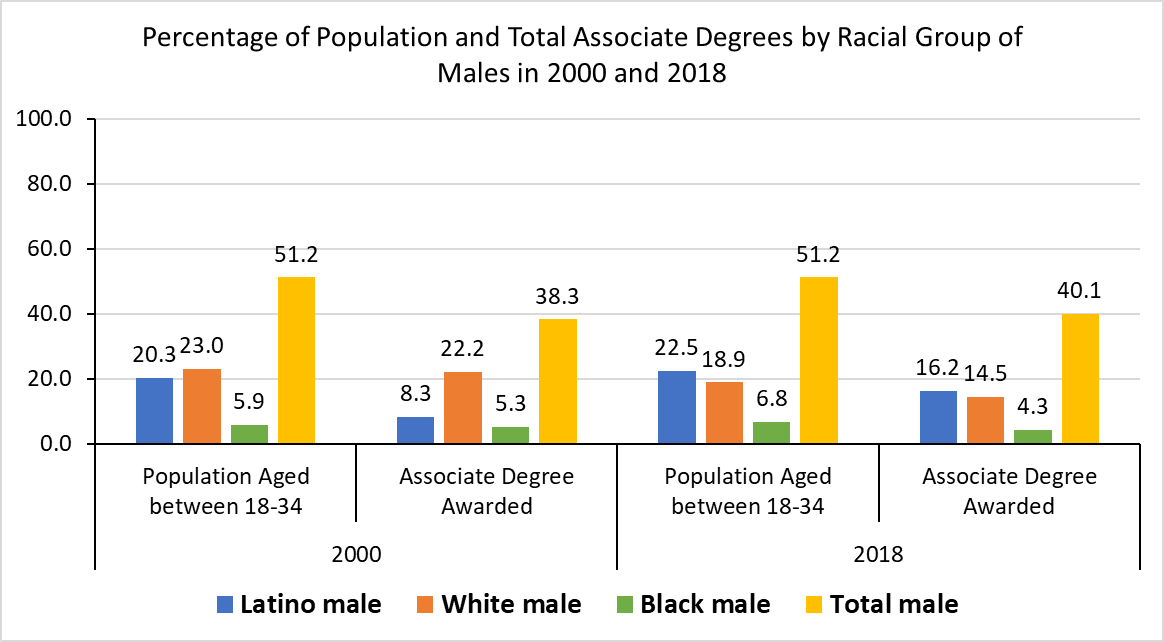 Percentage of Population and Total Associate Degrees by Racial Group of
Males in 2000 and 2018
100.0
80.0
60.0
40.0
20.0
0.0
20.3
23.0
5.9
51.2
8.3
22.2
5.3
38.3
22.5
18.9
6.8
51.2
16.2
14.5
4.3
40.1
Population Aged
between 18-34
Associate Degree
Awarded
Population Aged
between 18-34
Associate Degree
Awarded
2000
2018
Latino male
White male
Black male
Total male